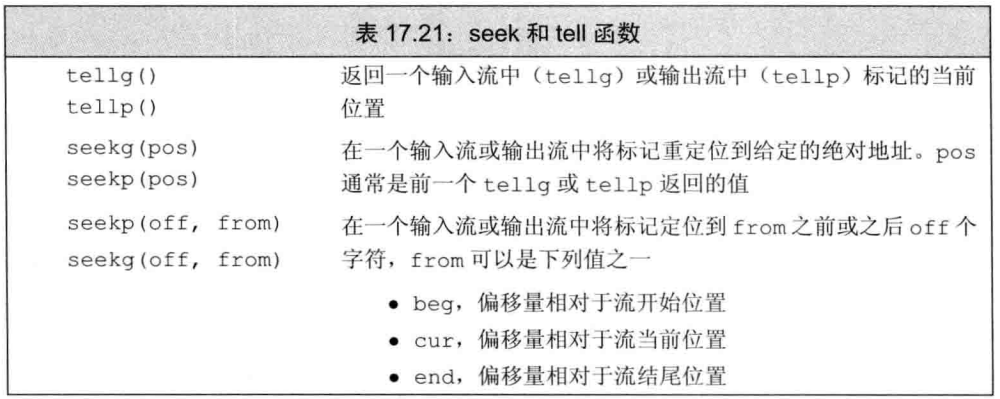 表 17.21：seek 和 tell 函数
tellg()
tellp()
返回一个输入流中（tellg）或输出流中（tellp）标记的当前
位置
seekg(pos)
seekp(pos)
在一个输入流或输出流中将标记重定位到给定的绝对地址。pos
通常是前一个 tellg 或 tellp 返回的值
seekp(off, from)
seekg(off, from)
在一个输入流或输出流中将标记定位到 from 之前或之后 off 个
字符，from 可以是下列值之一
● beg，偏移量相对于流开始位置
● cur，偏移量相对于流当前位置
● end，偏移量相对于流结尾位置